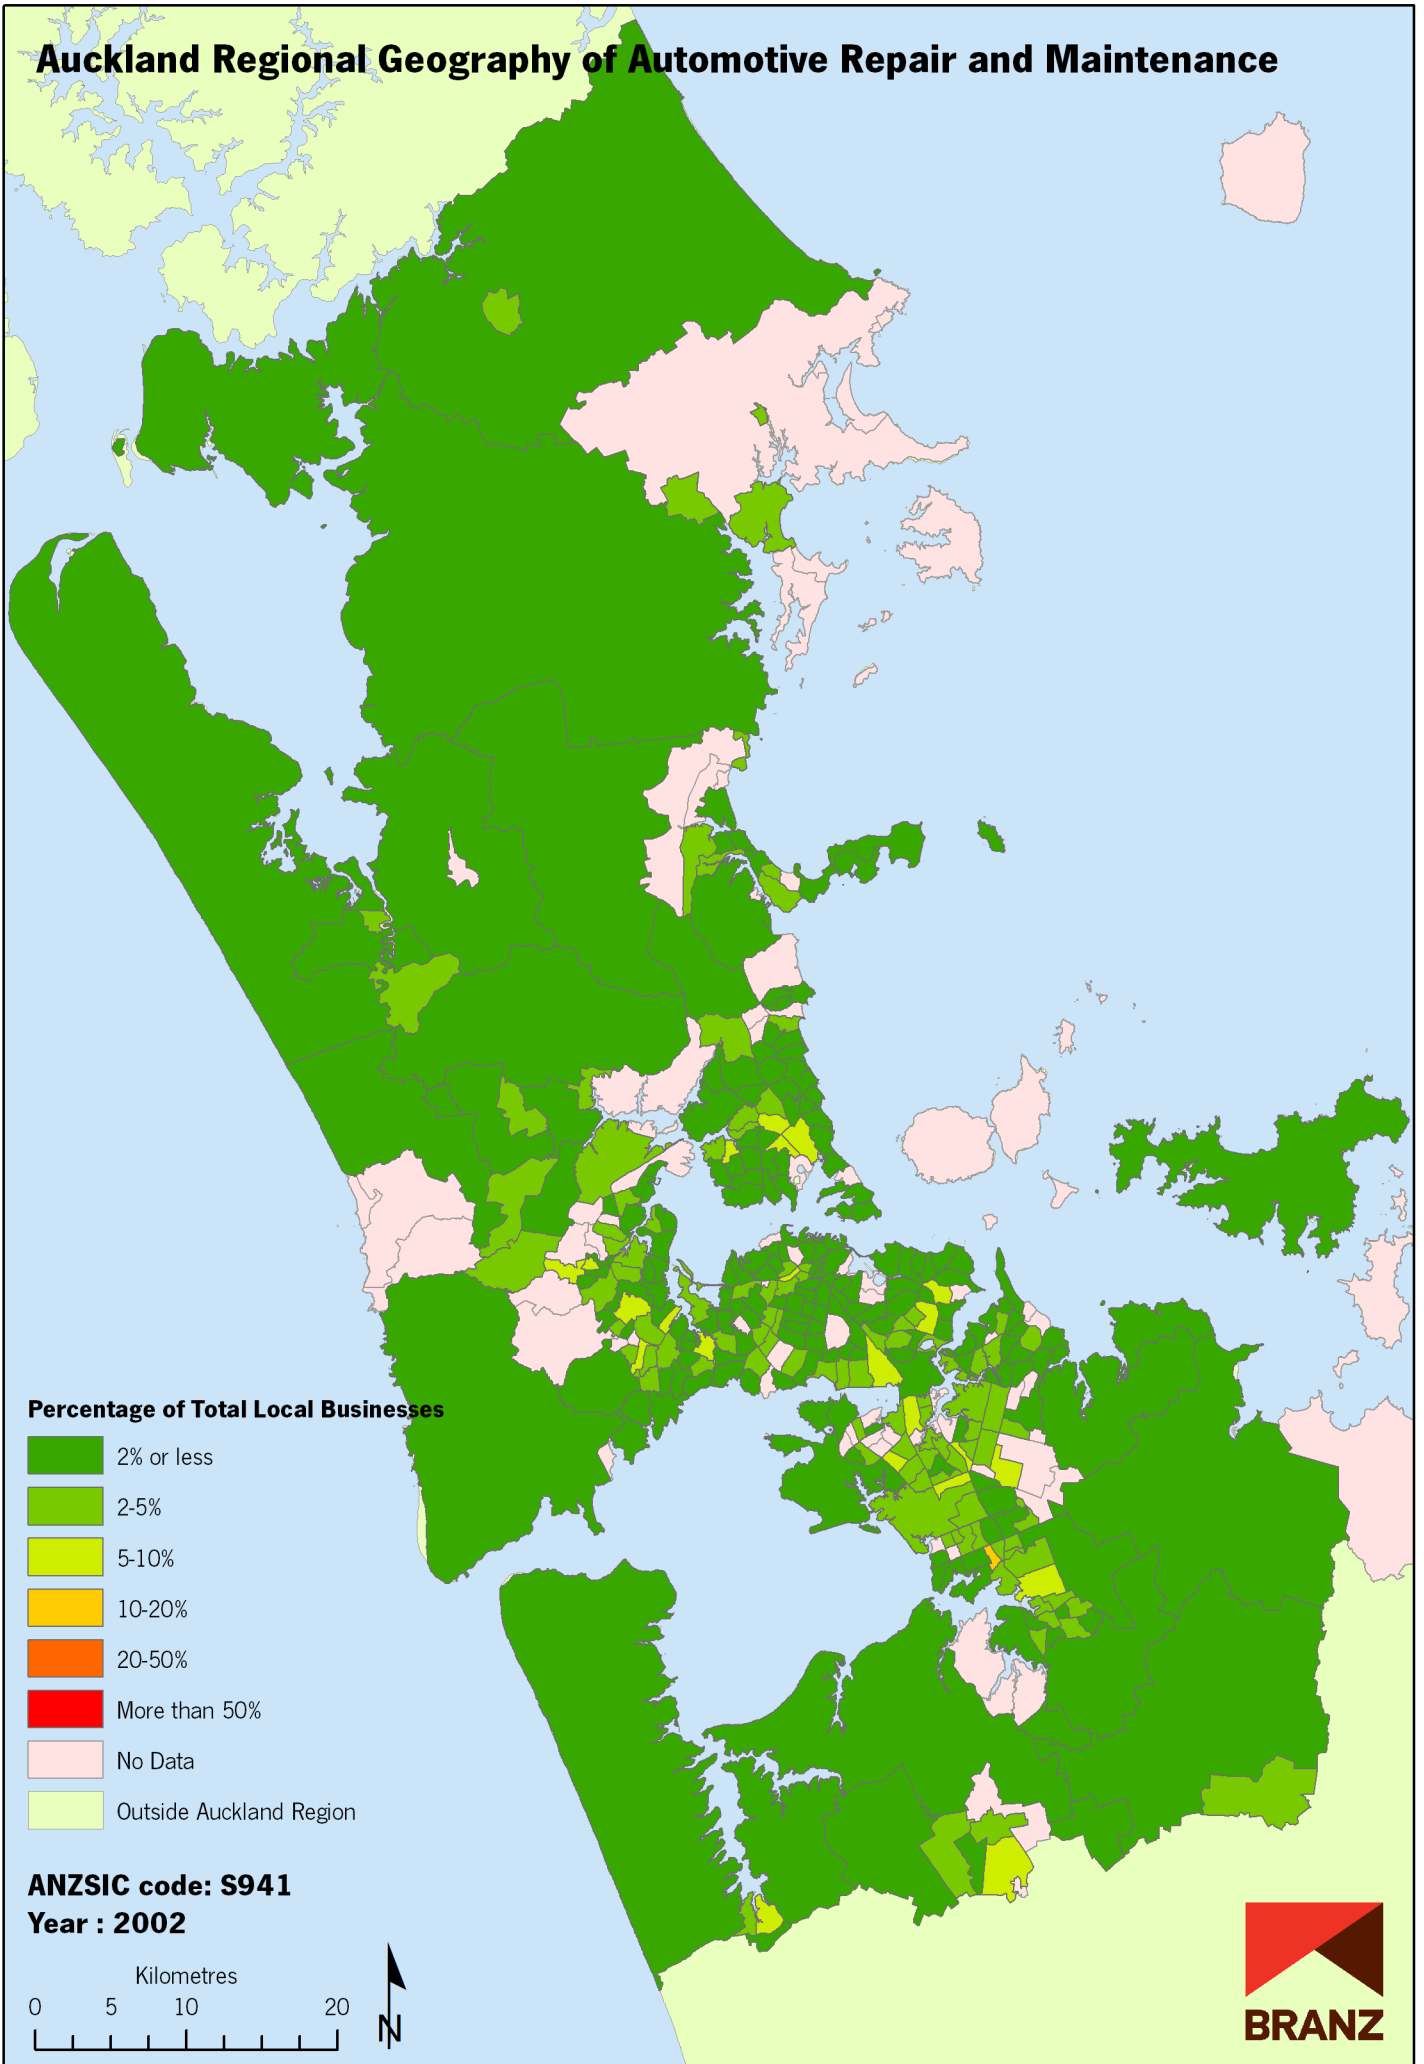 Auckland Regional Geography of Automotive Repair and Maintenance
Percentage of Total Local Businesses
2% or less
2-5%
5-10%
10-20%
20-50%
More than 50%
No Data
Outside Auckland Region
ANZSIC code: S941
Year : 2002
Kilometres
0 5 10 20
N
BRANZ